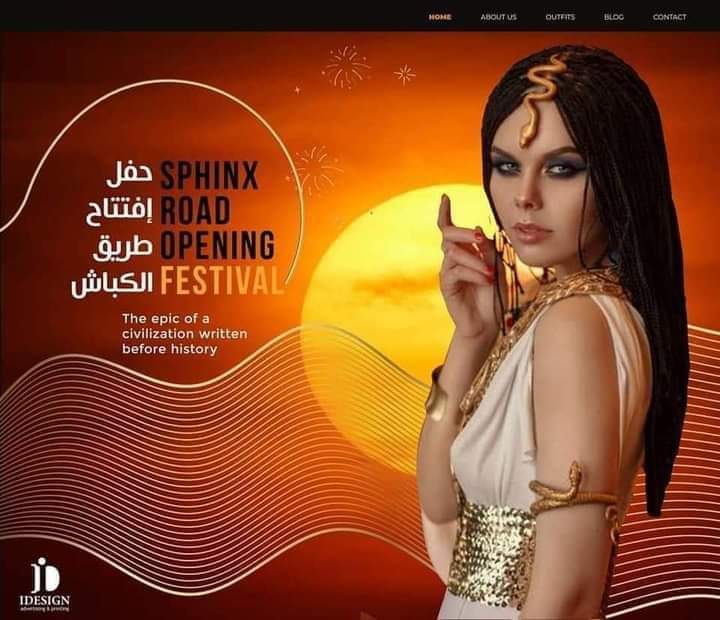 HOME ABOUT US OUTFITS BLOG CONTACT
حفل
إفتتاح
طريق
الكباش
SPHINX
ROAD
OPENING
FESTIVAL
The epic of a
civilization written
before history
IDESIGN
advertising & printing